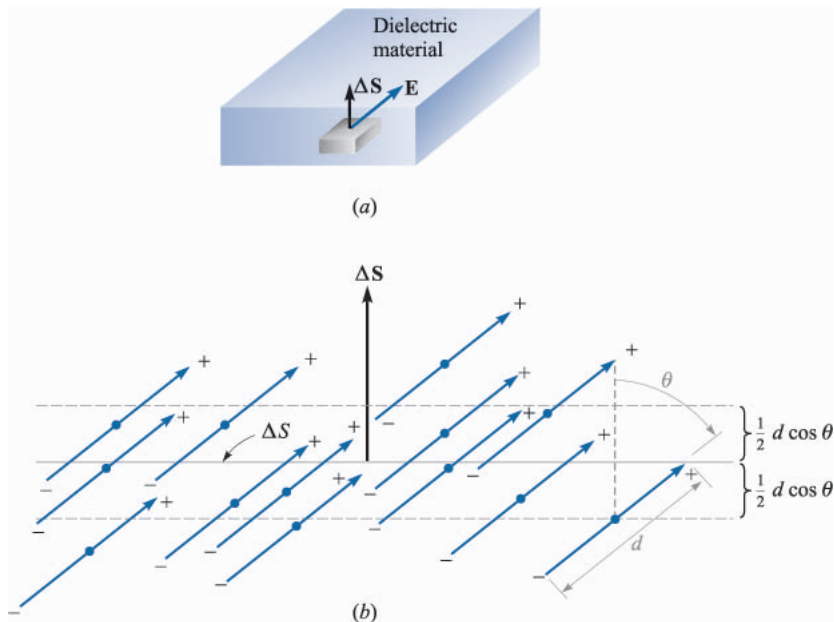 Dielectric
material
ΔS E
(a)
ΔS
+
+ + +
+ +
θ
+ +
½ d cos θ
ΔS
+ + + +
− − − −
½ d cos θ
+ +
− −
− − − −
d
− −
−
(b)